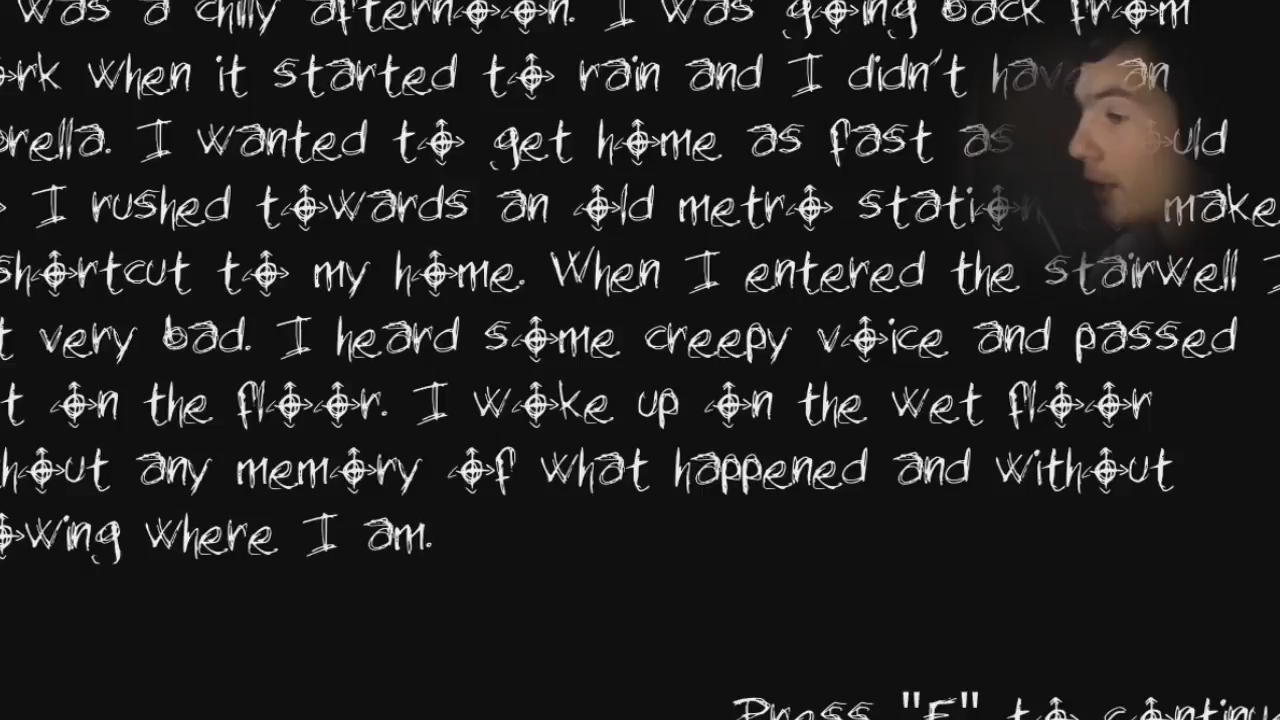 was a chilly afternoon. I was going back from
ork when it started to rain and I didn't have an
rella. I wanted to get home as fast as ould
I rushed towards an old metro station make
shortcut to my home. When I entered the stairwell I
t very bad. I heard some creepy voice and passed
t on the floor. I woke up on the wet floor
hout any memory of what happened and without
owing where I am.
Press "E" to continue